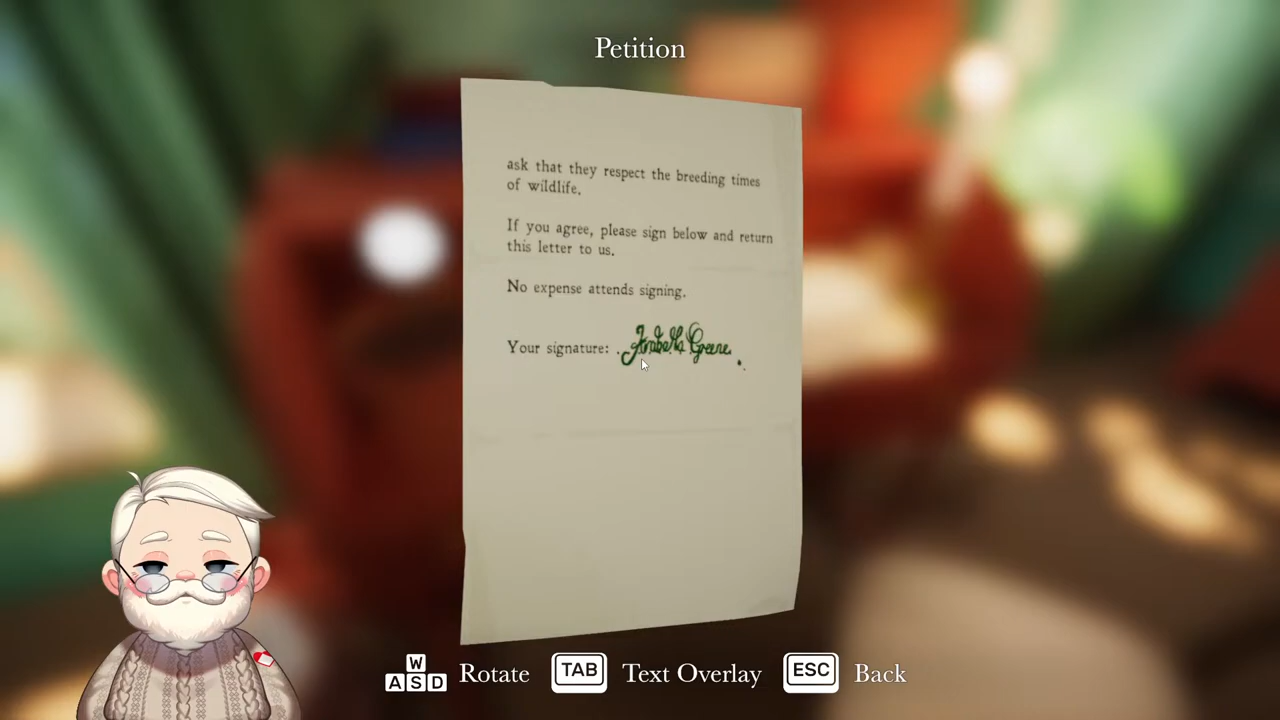 Petition
ask that they respect the breeding times
of wildlife.
If you agree, please sign below and return
this letter to us.
No expense attends signing.
Your signature: Greene
W
A S D Rotate TAB Text Overlay ESC Back